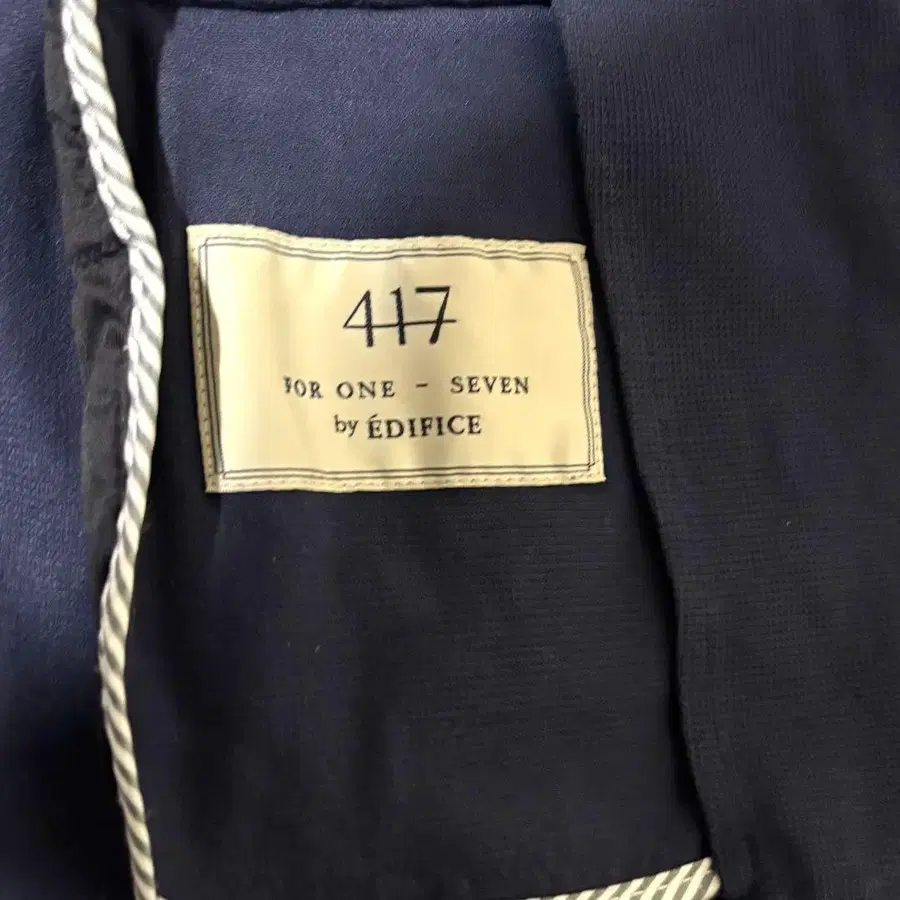 417
FOR ONE - SEVEN
by ÉDIFICE